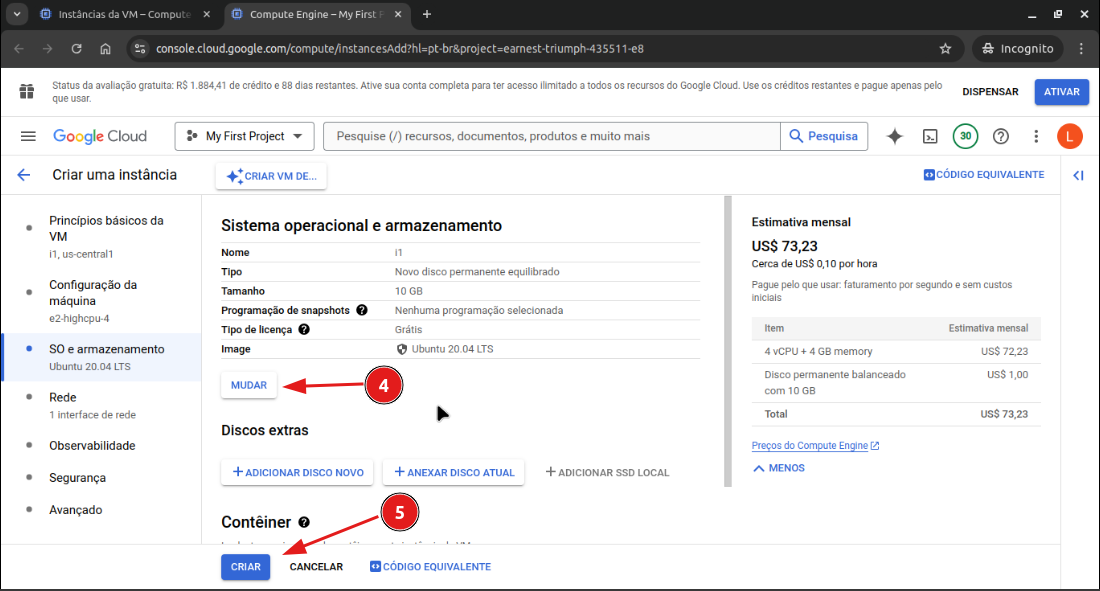 Instâncias da VM – Compute
Compute Engine – My First F
console.cloud.google.com/compute/instancesAdd?hl=pt-br&project=earnest-triumph-435511-e8
Incognito
Status da avaliação gratuita: R$ 1.884,41 de crédito e 88 dias restantes. Ative sua conta completa para ter acesso ilimitado a todos os recursos do Google Cloud. Use os créditos restantes e pague apenas pelo
que usar.
DISPENSAR
ATIVAR
Google Cloud
My First Project
Pesquise (/) recursos, documentos, produtos e muito mais
Pesquisa
30
L
Criar uma instância
CRIAR VM DE...
CÓDIGO EQUIVALENTE
Princípios básicos da
VM
i1, us-central1
Configuração da
máquina
e2-highcpu-4
SO e armazenamento
Ubuntu 20.04 LTS
Rede
1 interface de rede
Observabilidade
Segurança
Avançado
Sistema operacional e armazenamento
Nome i1
Tipo Novo disco permanente equilibrado
Tamanho 10 GB
Programação de snapshots Nenhuma programação selecionada
Tipo de licença Grátis
Image Ubuntu 20.04 LTS
MUDAR
4
Discos extras
ADICIONAR DISCO NOVO
ANEXAR DISCO ATUAL
ADICIONAR SSD LOCAL
5
Contêiner
CRIAR
CANCELAR
CÓDIGO EQUIVALENTE
Estimativa mensal
US$ 73,23
Cerca de US$ 0,10 por hora
Pague pelo que usar: faturamento por segundo e sem custos
iniciais
Item Estimativa mensal
4 vCPU + 4 GB memory US$ 72,23
Disco permanente balanceado US$ 1,00
com 10 GB
Total US$ 73,23
Preços do Compute Engine
MENOS